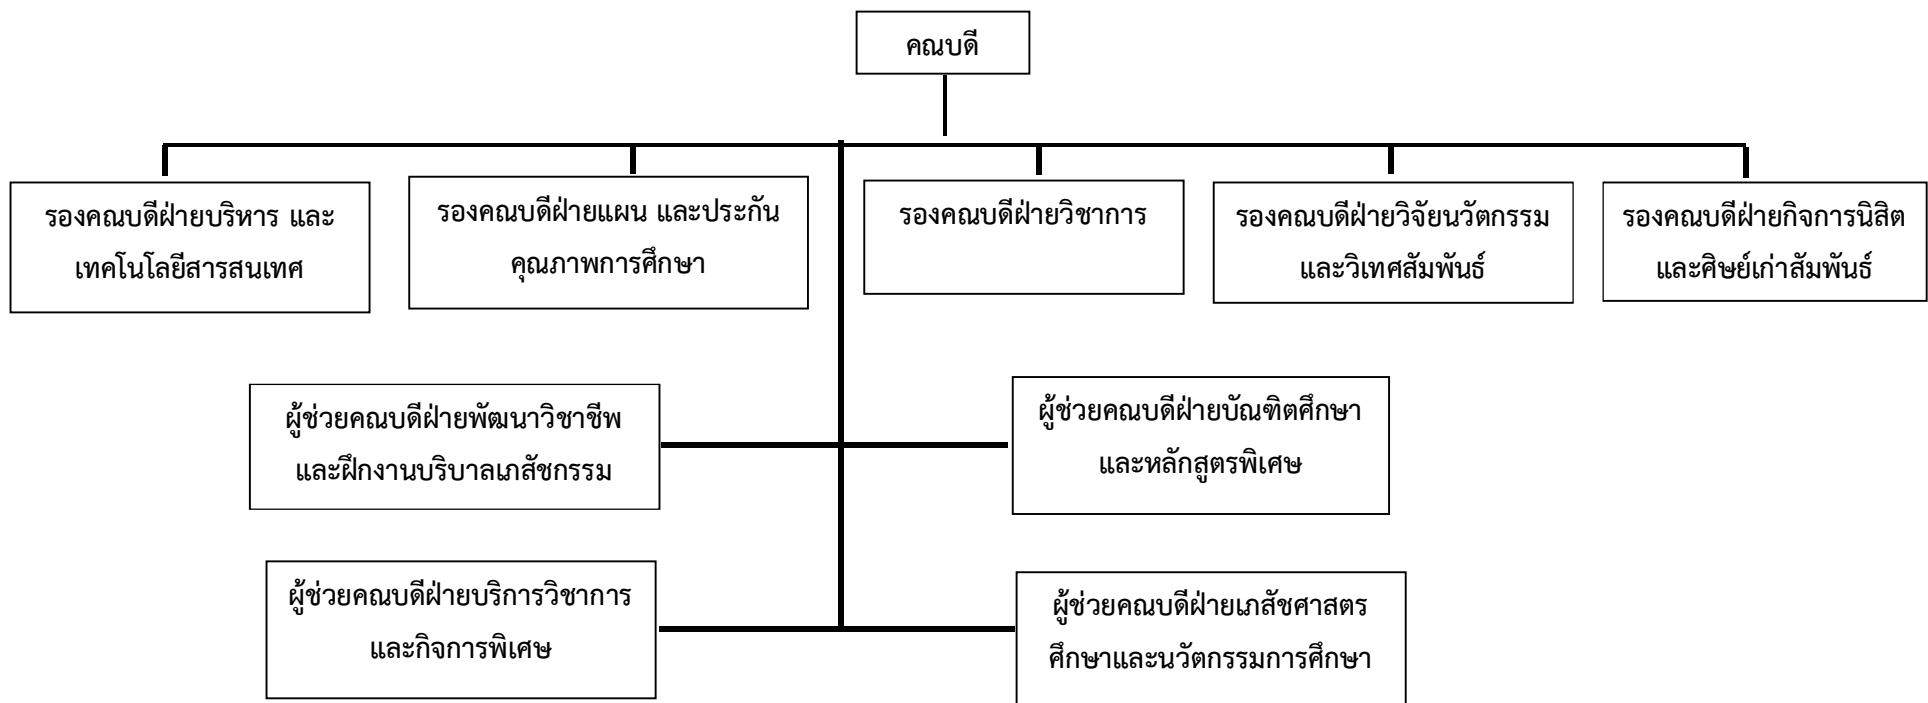 คณบดี
รองคณบดีฝ่ายบริหาร และ
เทคโนโลยีสารสนเทศ
รองคณบดีฝ่ายแผน และประกัน
คุณภาพการศึกษา
รองคณบดีฝ่ายวิชาการ
รองคณบดีฝ่ายวิจัยนวัตกรรม
และวิเทศสัมพันธ์
รองคณบดีฝ่ายกิจการนิสิต
และศิษย์เก่าสัมพันธ์
ผู้ช่วยคณบดีฝ่ายพัฒนาวิชาชีพ
และฝึกงานบริบาลเภสัชกรรม
ผู้ช่วยคณบดีฝ่ายบัณฑิตศึกษา
และหลักสูตรพิเศษ
ผู้ช่วยคณบดีฝ่ายบริการวิชาการ
และกิจการพิเศษ
ผู้ช่วยคณบดีฝ่ายเภสัชศาสตร
ศึกษาและนวัตกรรมการศึกษา